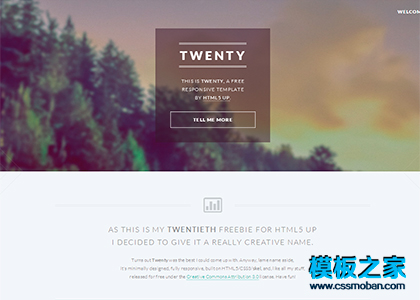 WELCOM
TWENTY
THIS IS TWENTY, A FREE
RESPONSIVE TEMPLATE
BY HTML5 UP.
TELL ME MORE
AS THIS IS MY TWENTIETH FREEBIE FOR HTML5 UP
I DECIDED TO GIVE IT A REALLY CREATIVE NAME.
Turns out Twenty was the best I could come up with. Anyway, lame name aside,
it's minimally designed, fully responsive, built on HTML5/CSS3/skel, and, like all my stuff,
released for free under the Creative Commons Attribution 3.0 license. Have fun!
模板之家
www.cssmoban.com